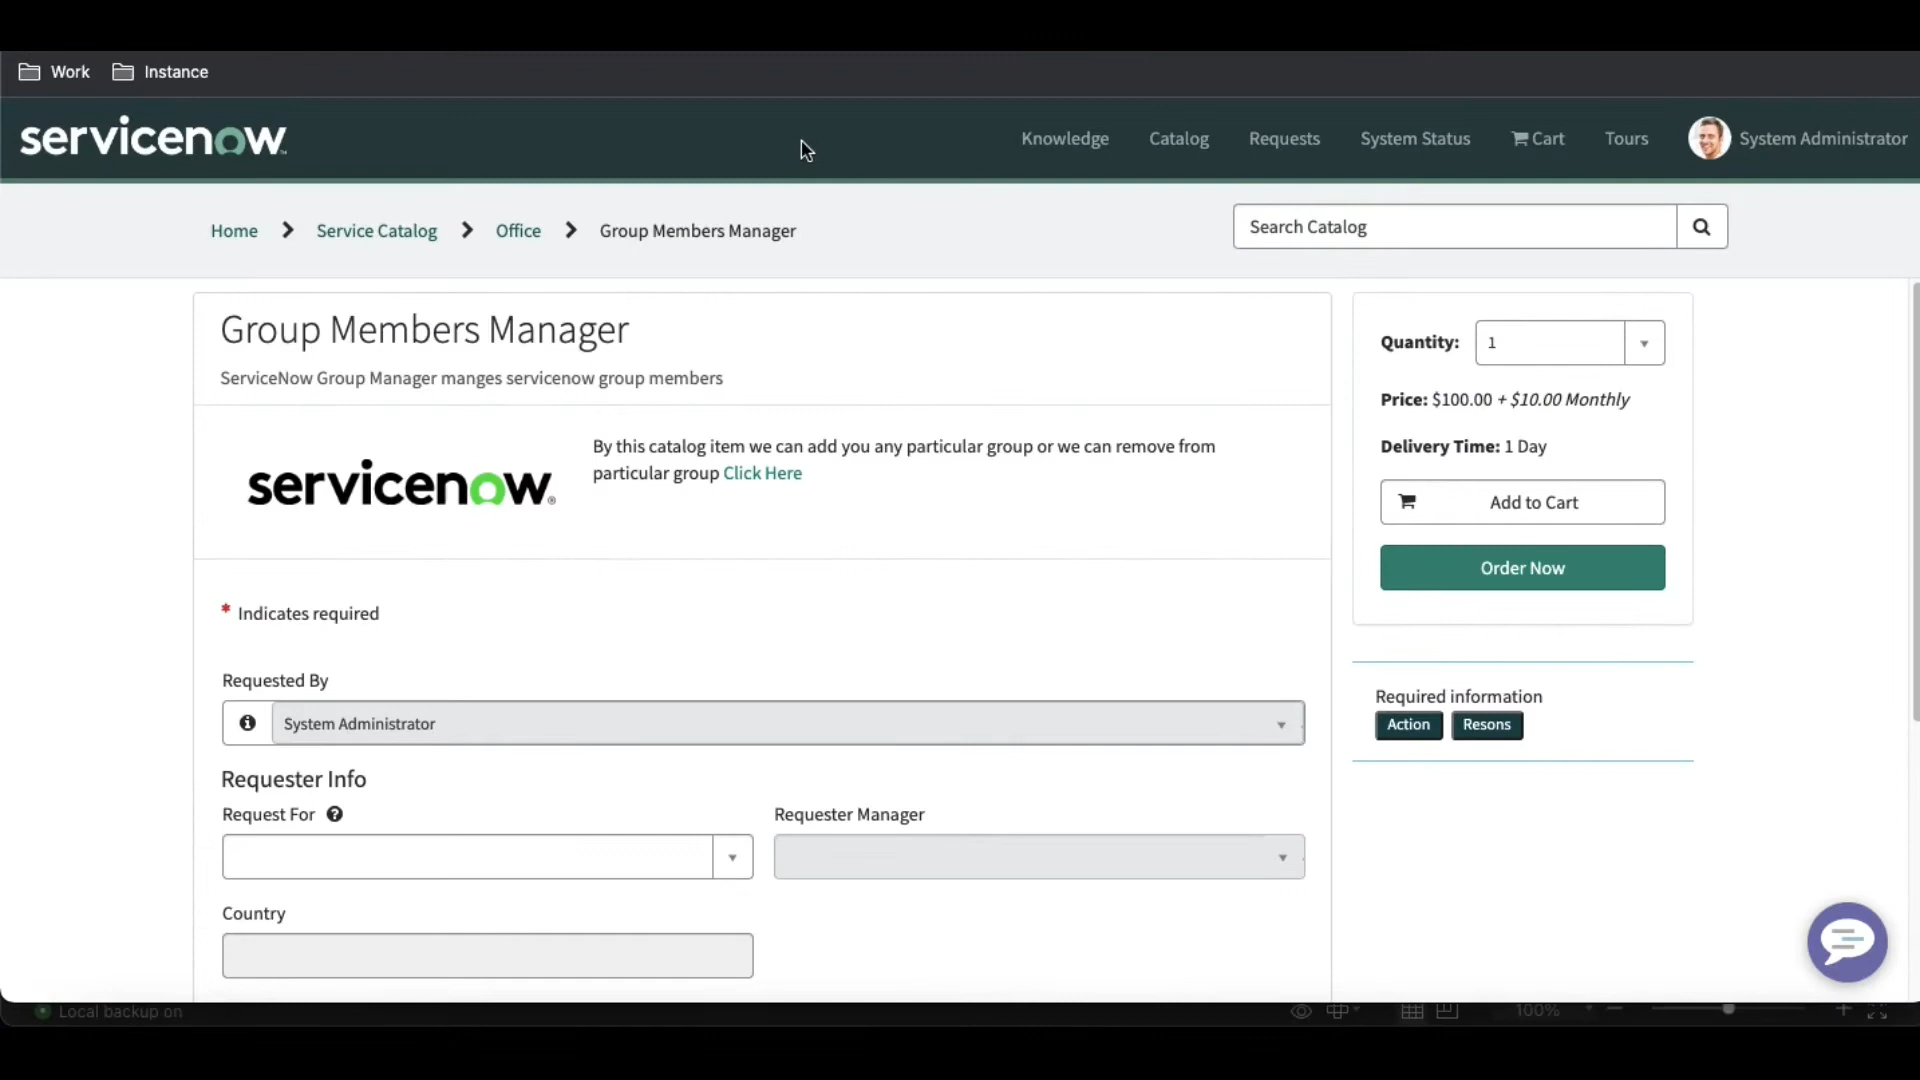 Work Instance
servicenow
Knowledge Catalog Requests System Status Cart Tours System Administrator
Home Service Catalog Office Group Members Manager
Search Catalog
Group Members Manager
ServiceNow Group Manager manges servicenow group members
servicenow
By this catalog item we can add you any particular group or we can remove from
particular group Click Here
* Indicates required
Requested By
System Administrator
Requester Info
Request For
Requester Manager
Country
Quantity: 1
Price: $100.00 + $10.00 Monthly
Delivery Time: 1 Day
Add to Cart
Order Now
Required information
Action Resons
Local backup on
100%